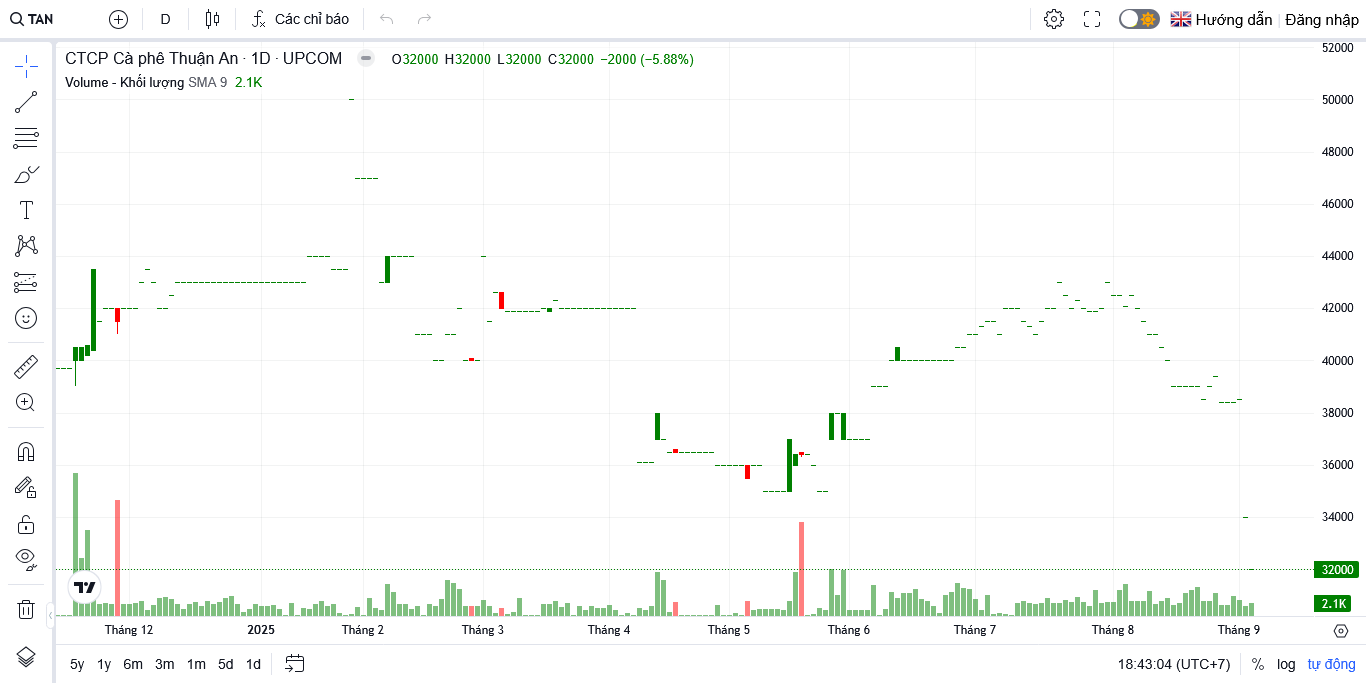 TAN D Các chỉ báo Hướng dẫn Đăng nhập
CTCP Cà phê Thuận An · 1D · UPCOM O32000 H32000 L32000 C32000 −2000 (−5.88%)
Volume - Khối lượng SMA 9 2.1K
52000
50000
48000
46000
44000
42000
40000
38000
36000
34000
32000
2.1K
Tháng 12 2025 Tháng 2 Tháng 3 Tháng 4 Tháng 5 Tháng 6 Tháng 7 Tháng 8 Tháng 9
5y 1y 6m 3m 1m 5d 1d 18:43:04 (UTC+7) % log tự động